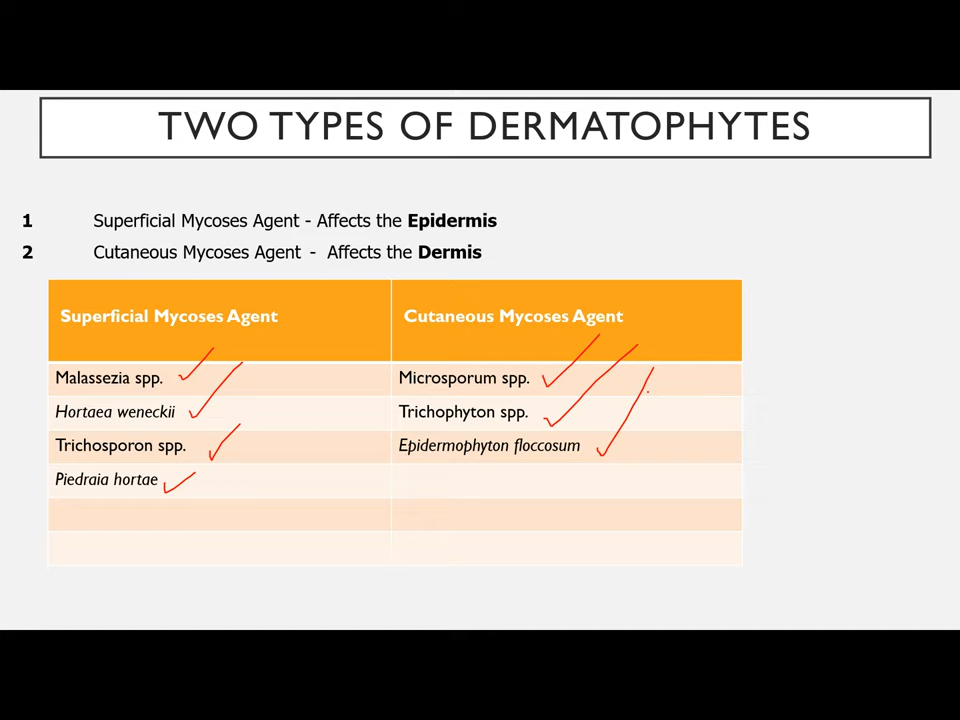 TWO TYPES OF DERMATOPHYTES
1 Superficial Mycoses Agent - Affects the Epidermis
2 Cutaneous Mycoses Agent - Affects the Dermis
Superficial Mycoses Agent Cutaneous Mycoses Agent
Malassezia spp. Microsporum spp.
Hortaea weneckii Trichophyton spp.
Trichosporon spp. Epidermophyton floccosum
Piedraia hortae